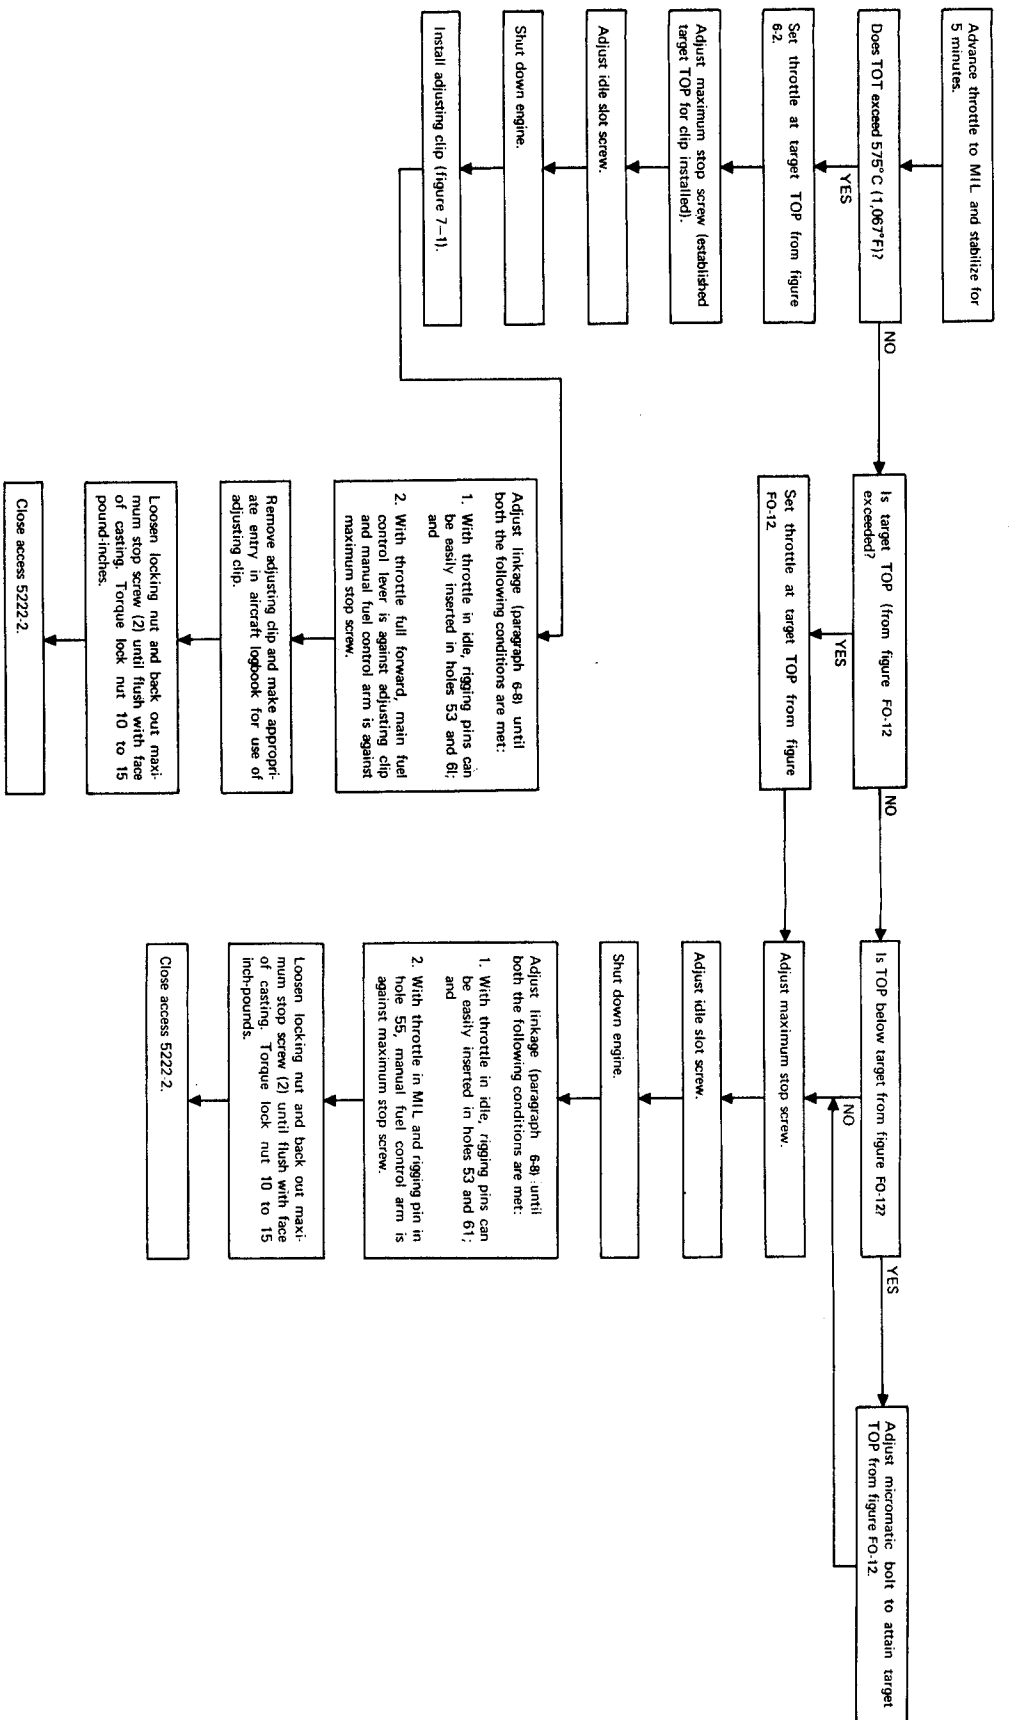 Advance throttle to MIL and stabilize for
5 minutes.
Does TOT exceed 575°C (1,067°F)?
YES
NO
Set throttle at target TOP from figure
6-2.
Adjust maximum stop screw (established
target TOP for clip installed).
Adjust idle slot screw.
Shut down engine.
Install adjusting clip (figure 7-1).
Is target TOP (from figure FO-12
exceeded?
YES
NO
Set throttle at target TOP from figure
FO-12.
Adjust linkage (paragraph 6-8) until
both the following conditions are met:
1. With throttle in idle, rigging pins can
be easily inserted in holes 53 and 6l;
and
2. With throttle full forward, main fuel
control lever is against adjusting clip
and manual fuel control arm is against
maximum stop screw.
Remove adjusting clip and make appropri-
ate entry in aircraft logbook for use of
adjusting clip.
Loosen locking nut and back out maxi-
mum stop screw (2) until flush with face
of casting. Torque lock nut 10 to 15
pound-inches.
Close access 5222-2.
Is TOP below target from figure FO-12?
NO
YES
Adjust maximum stop screw.
Adjust idle slot screw.
Shut down engine.
Adjust linkage (paragraph 6-8) until
both the following conditions are met:
1. With throttle in idle, rigging pins can
be easily inserted in holes 53 and 61;
and
2. With throttle in MIL and rigging pin in
hole 55, manual fuel control arm is
against maximum stop screw.
Loosen locking nut and back out maxi-
mum stop screw (2) until flush with face
of casting. Torque lock nut 10 to 15
inch-pounds.
Close access 5222-2.
Adjust micromatic bolt to attain target
TOP from figure FO-12.